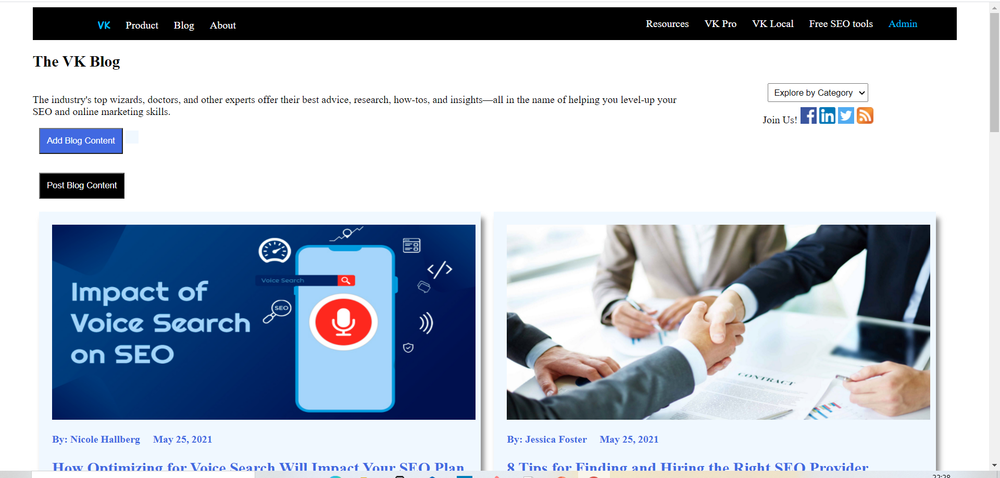 VK Product Blog About Resources VK Pro VK Local Free SEO tools Admin
The VK Blog
Explore by Category
The industry's top wizards, doctors, and other experts offer their best advice, research, how-tos, and insights—all in the name of helping you level-up your
SEO and online marketing skills.
Join Us!
Add Blog Content
Post Blog Content
Voice Search
Impact of
Voice Search
on SEO
SEO
CONTRACT
By: Nicole Hallberg May 25, 2021
By: Jessica Foster May 25, 2021
How Optimizing for Voice Search Will Impact Your SEO Plan
8 Tips for Finding and Hiring the Right SEO Provider
22:28